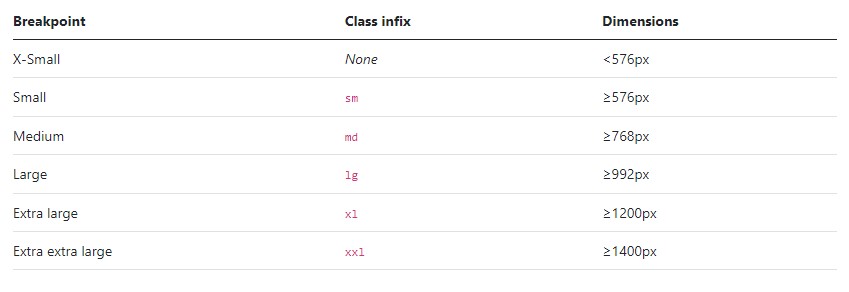 Breakpoint Class infix Dimensions
X-Small None <576px
Small sm ≥576px
Medium md ≥768px
Large lg ≥992px
Extra large xl ≥1200px
Extra extra large xxl ≥1400px